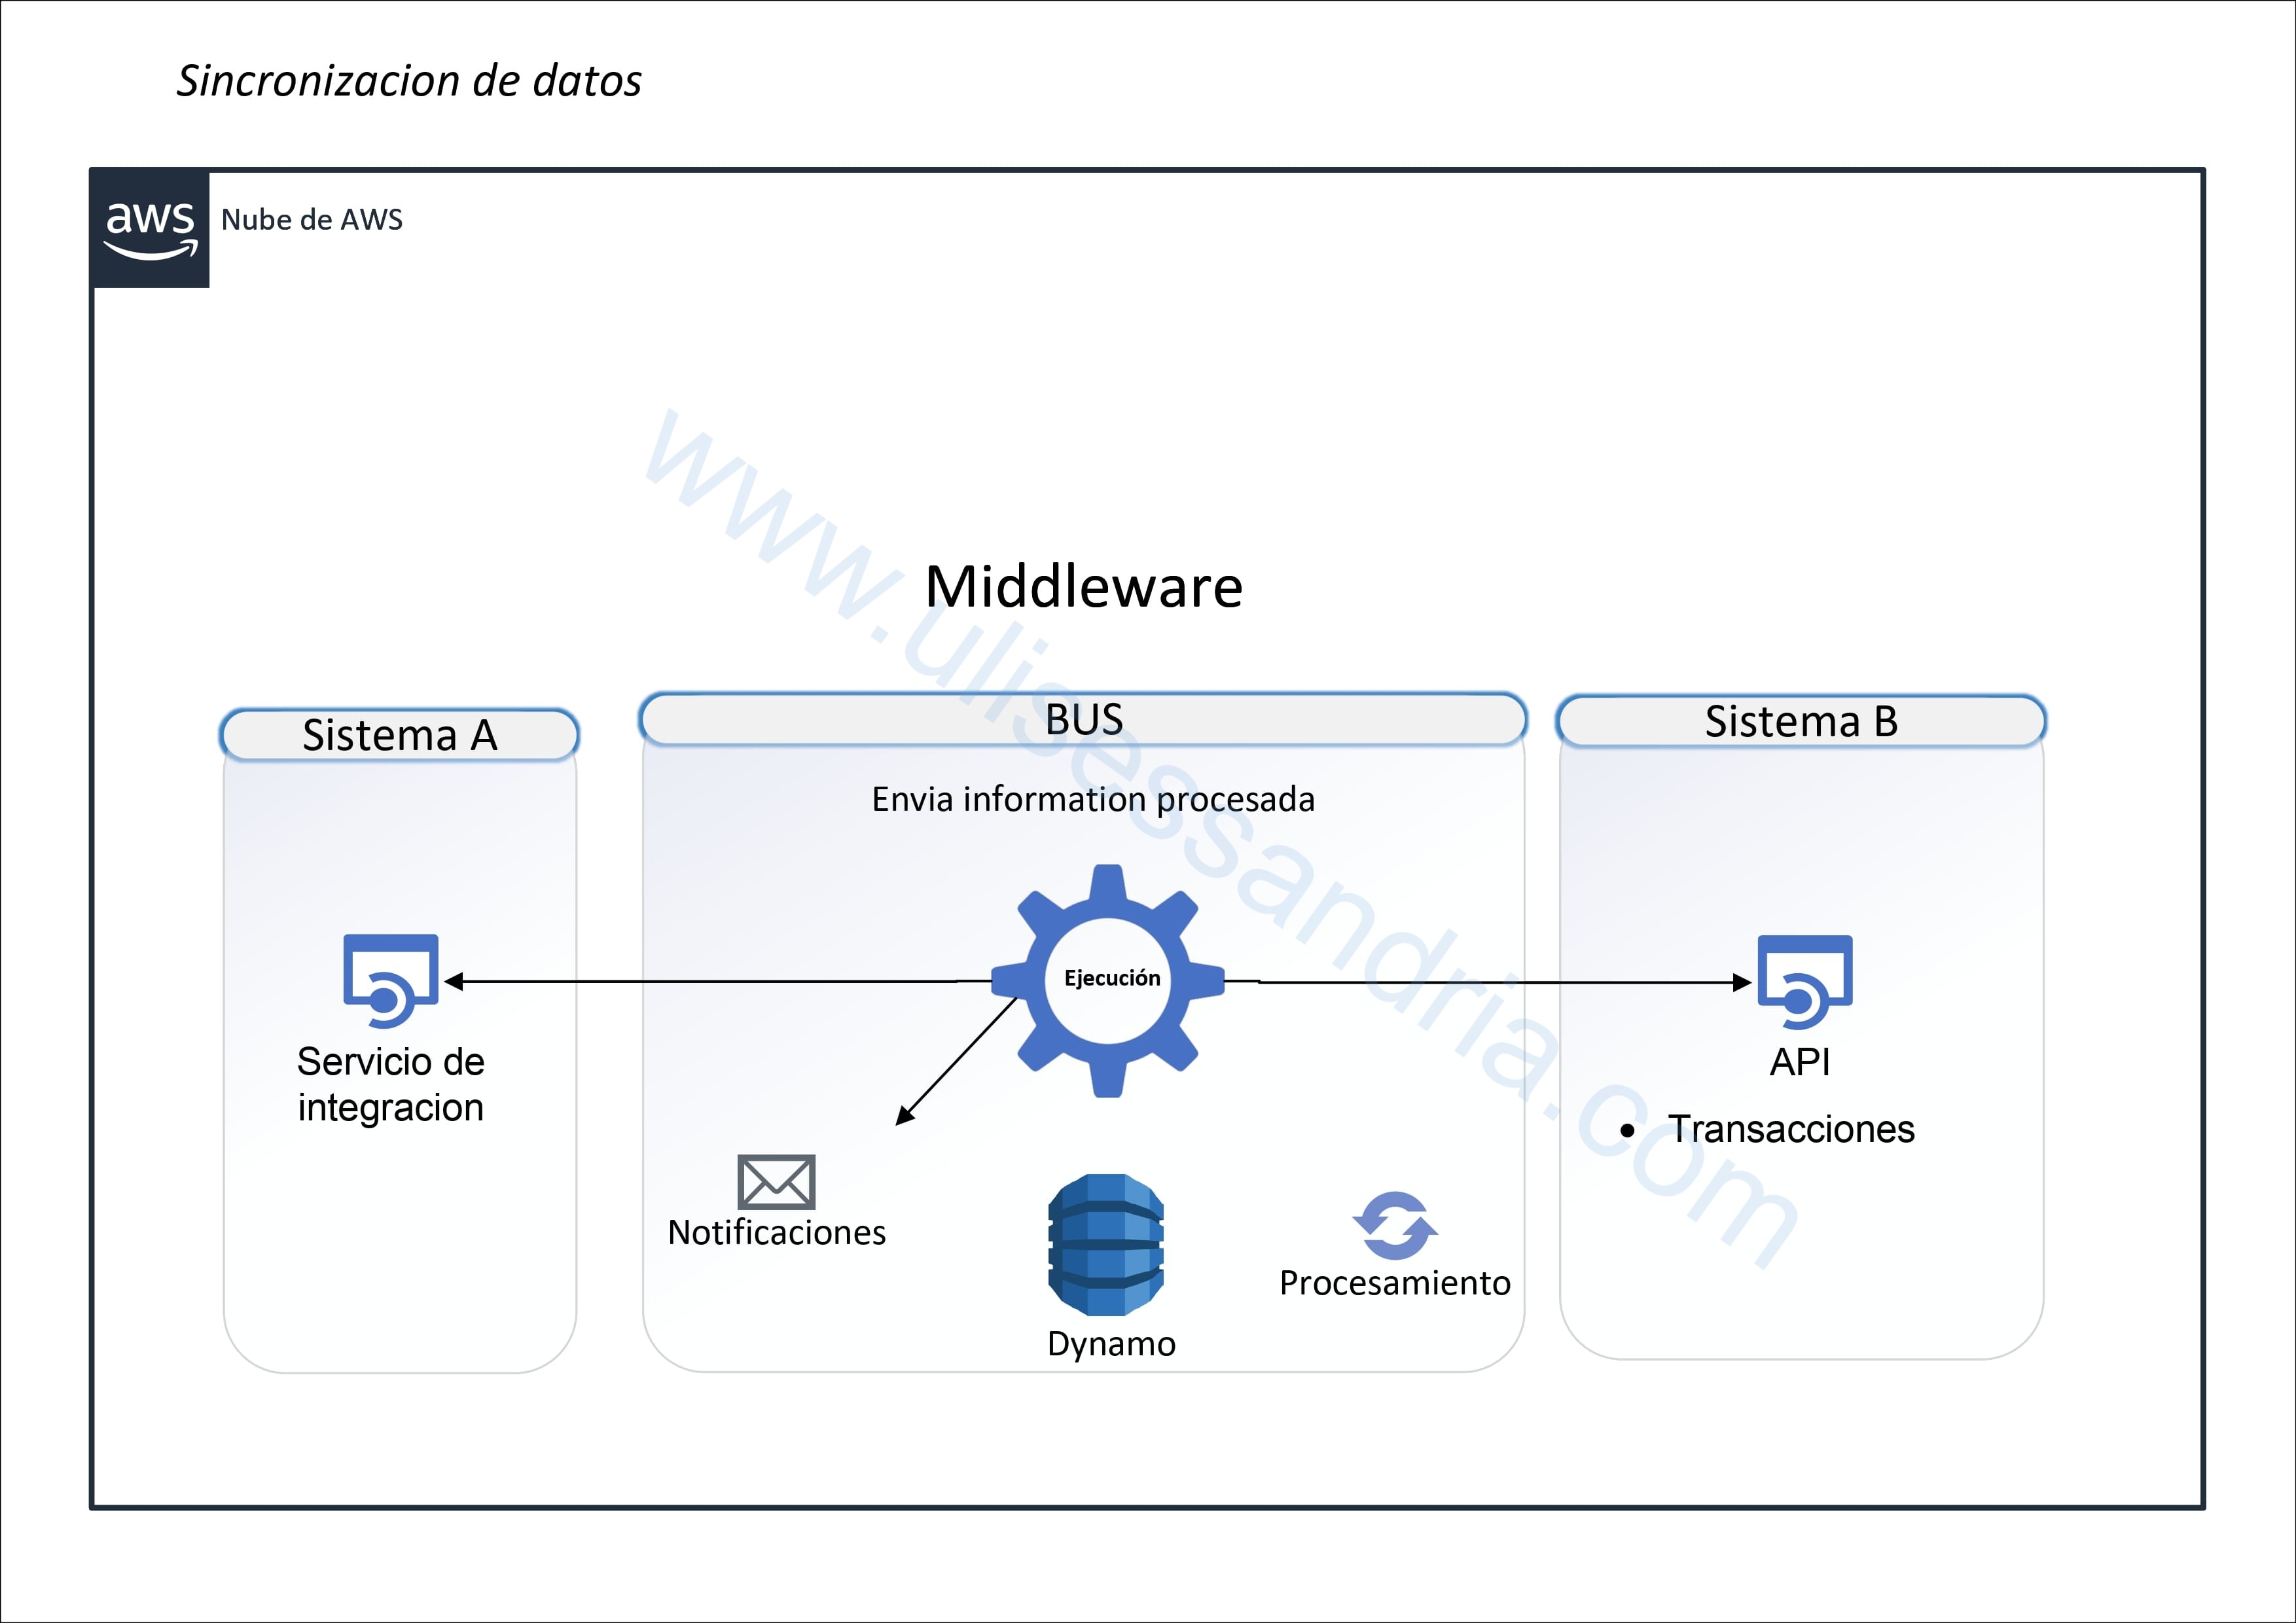 Sincronizacion de datos
aws
Nube de AWS
Middleware
Sistema A
BUS
Sistema B
Envia information procesada
Ejecución
Servicio de
integracion
API
• Transacciones
Notificaciones
Dynamo
Procesamiento
www.ulisessandria.com